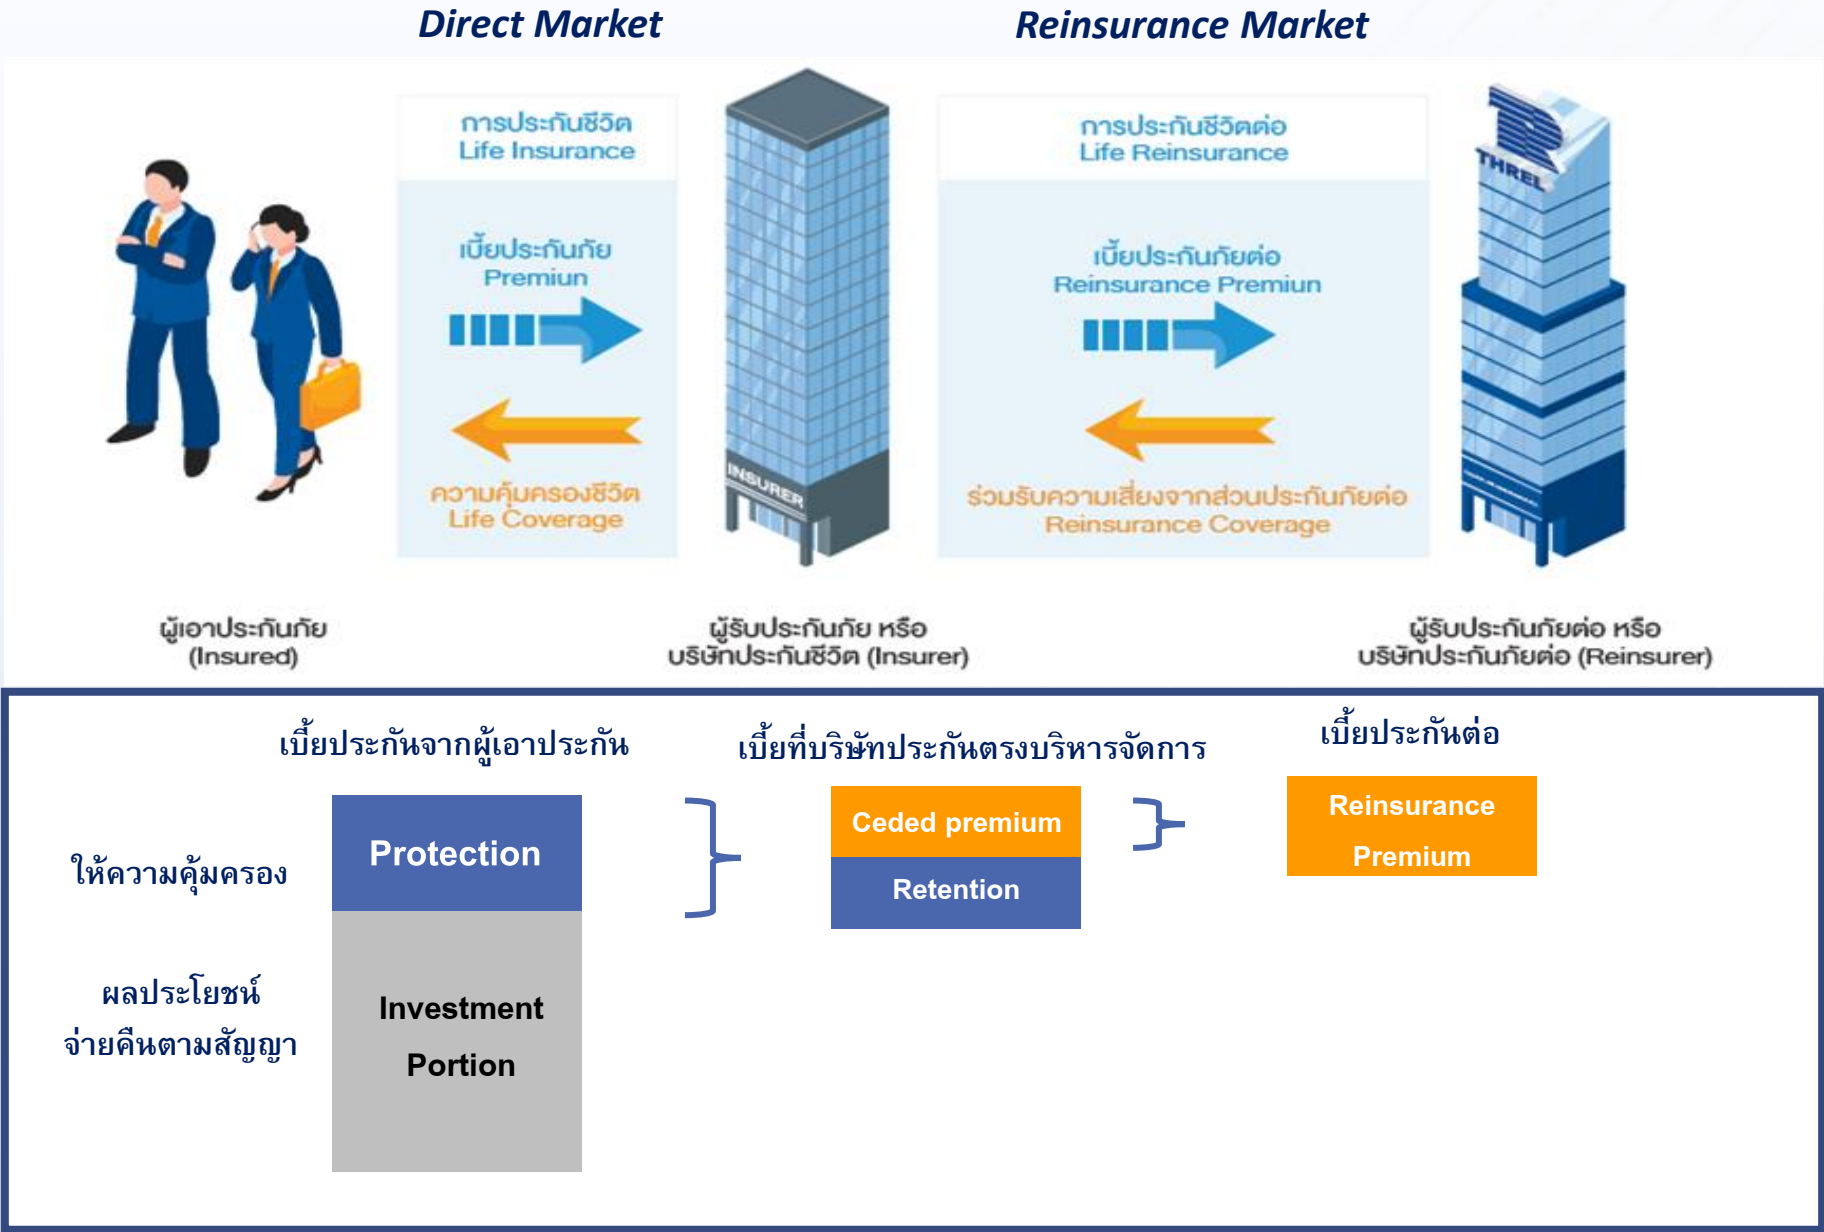 Direct Market
Reinsurance Market
การประกันชีวิต
Life Insurance
การประกันชีวิตต่อ
Life Reinsurance
THREL
เบี้ยประกันภัย
Premiun
เบี้ยประกันภัยต่อ
Reinsurance Premiun
INSURER
ความคุ้มครองชีวิต
Life Coverage
ร่วมรับความเสี่ยงจากส่วนประกันภัยต่อ
Reinsurance Coverage
ผู้เอาประกันภัย
(Insured)
ผู้รับประกันภัย หรือ
บริษัทประกันชีวิต (Insurer)
ผู้รับประกันภัยต่อ หรือ
บริษัทประกันภัยต่อ (Reinsurer)
เบี้ยประกันจากผู้เอาประกัน
เบี้ยที่บริษัทประกันตรงบริหารจัดการ
เบี้ยประกันต่อ
ให้ความคุ้มครอง
Protection
Ceded premium
Retention
Reinsurance
Premium
ผลประโยชน์
จ่ายคืนตามสัญญา
Investment
Portion